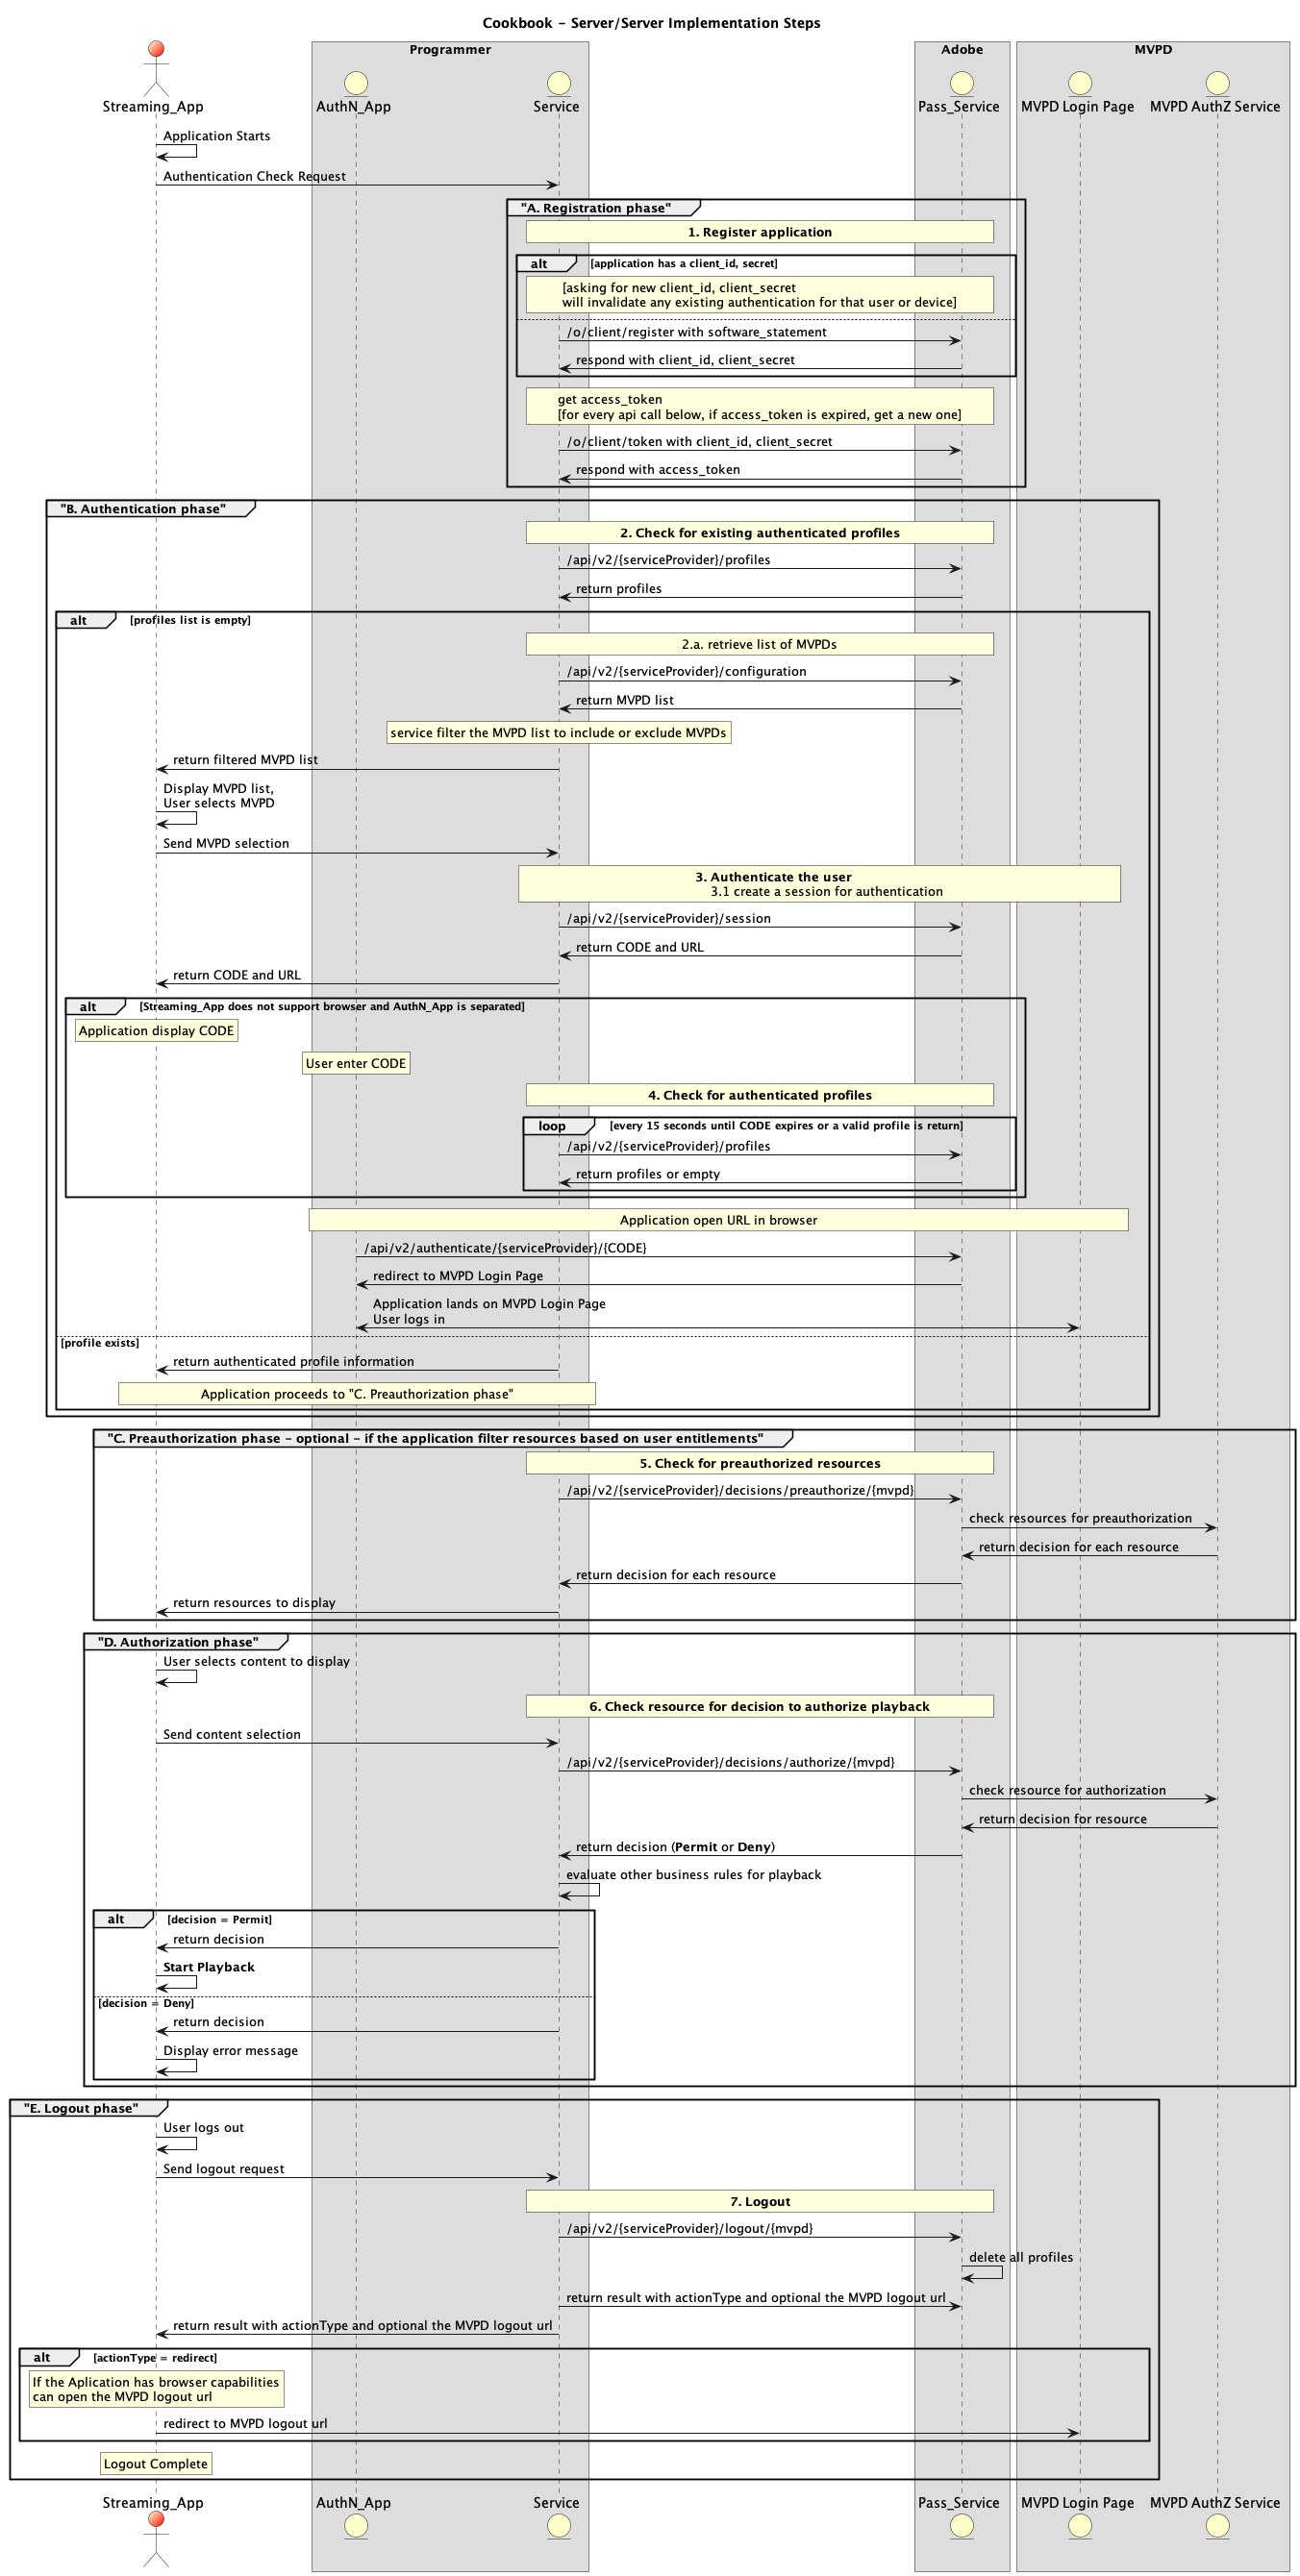 Cookbook - Server/Server Implementation Steps
Programmer
Adobe
MVPD
Streaming_App
AuthN_App
Service
Pass_Service
MVPD Login Page
MVPD AuthZ Service
Application Starts
Authentication Check Request
"A. Registration phase"
1. Register application
alt
[application has a client_id, secret]
[asking for new client_id, client_secret
will invalidate any existing authentication for that user or device]
/o/client/register with software_statement
respond with client_id, client_secret
get access_token
[for every api call below, if access_token is expired, get a new one]
/o/client/token with client_id, client_secret
respond with access_token
"B. Authentication phase"
2. Check for existing authenticated profiles
/api/v2/{serviceProvider}/profiles
return profiles
alt
[profiles list is empty]
2.a. retrieve list of MVPDs
/api/v2/{serviceProvider}/configuration
return MVPD list
service filter the MVPD list to include or exclude MVPDs
return filtered MVPD list
Display MVPD list,
User selects MVPD
Send MVPD selection
3. Authenticate the user
3.1 create a session for authentication
/api/v2/{serviceProvider}/session
return CODE and URL
return CODE and URL
alt
[Streaming_App does not support browser and AuthN_App is separated]
Application display CODE
User enter CODE
4. Check for authenticated profiles
loop
[every 15 seconds until CODE expires or a valid profile is return]
/api/v2/{serviceProvider}/profiles
return profiles or empty
Application open URL in browser
/api/v2/authenticate/{serviceProvider}/{CODE}
redirect to MVPD Login Page
Application lands on MVPD Login Page
User logs in
[profile exists]
return authenticated profile information
Application proceeds to "C. Preauthorization phase"
"C. Preauthorization phase - optional - if the application filter resources based on user entitlements"
5. Check for preauthorized resources
/api/v2/{serviceProvider}/decisions/preauthorize/{mvpd}
check resources for preauthorization
return decision for each resource
return decision for each resource
return resources to display
"D. Authorization phase"
User selects content to display
6. Check resource for decision to authorize playback
Send content selection
/api/v2/{serviceProvider}/decisions/authorize/{mvpd}
check resource for authorization
return decision for resource
return decision (Permit or Deny)
evaluate other business rules for playback
alt
[decision = Permit]
return decision
Start Playback
[decision = Deny]
return decision
Display error message
"E. Logout phase"
User logs out
Send logout request
7. Logout
/api/v2/{serviceProvider}/logout/{mvpd}
delete all profiles
return result with actionType and optional the MVPD logout url
return result with actionType and optional the MVPD logout url
alt
[actionType = redirect]
If the Aplication has browser capabilities
can open the MVPD logout url
redirect to MVPD logout url
Logout Complete
Streaming_App
AuthN_App
Service
Pass_Service
MVPD Login Page
MVPD AuthZ Service